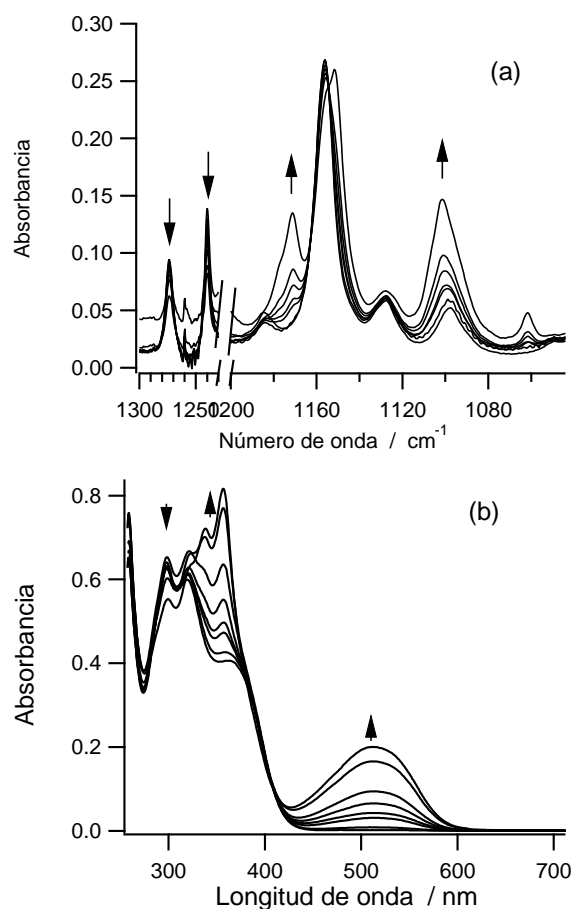 0.30
(a)
0.25
0.20
Absorbancia
0.15
0.10
0.05
0.00
1300 1250 1200 1160 1120 1080
Número de onda / cm-1
0.8
(b)
0.6
Absorbancia
0.4
0.2
0.0
300 400 500 600 700
Longitud de onda / nm